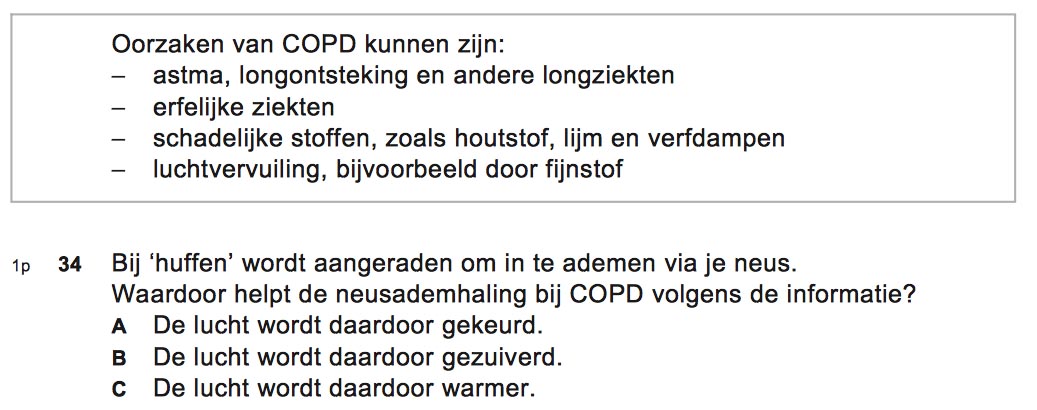 Oorzaken van COPD kunnen zijn:
– astma, longontsteking en andere longziekten
– erfelijke ziekten
– schadelijke stoffen, zoals houtstof, lijm en verfdampen
– luchtvervuiling, bijvoorbeeld door fijnstof
1p 34 Bij ‘huffen’ wordt aangeraden om in te ademen via je neus.
Waardoor helpt de neusademhaling bij COPD volgens de informatie?
A De lucht wordt daardoor gekeurd.
B De lucht wordt daardoor gezuiverd.
C De lucht wordt daardoor warmer.